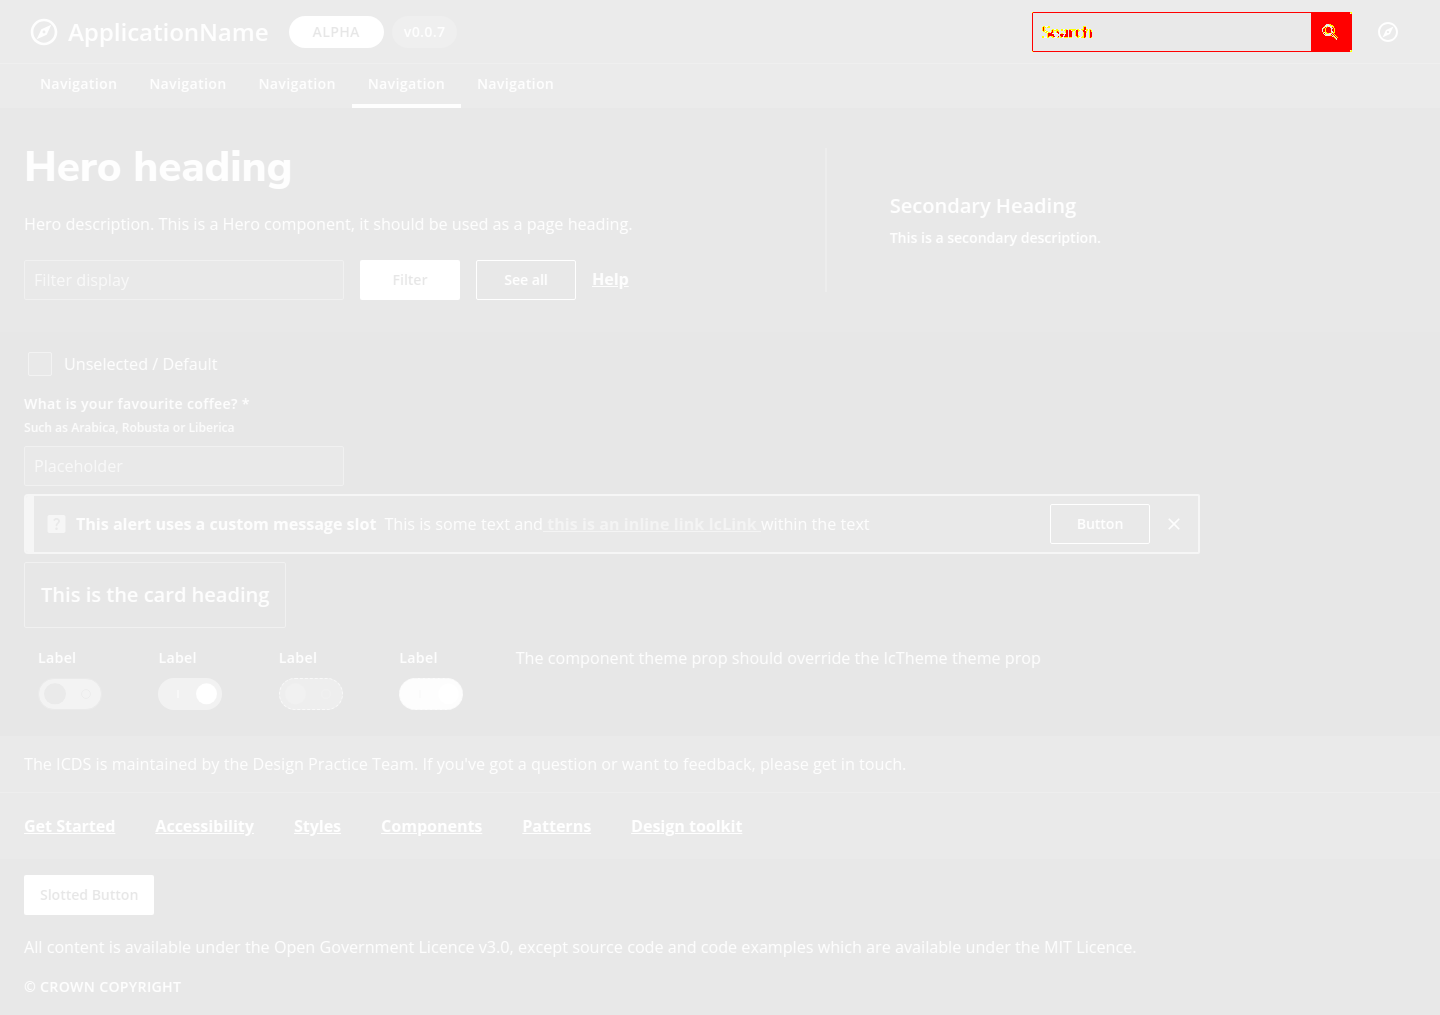 ApplicationName ALPHA v0.0.7 Search
Navigation Navigation Navigation Navigation Navigation
Hero heading
Hero description. This is a Hero component, it should be used as a page heading.
Filter display Filter See all Help
Secondary Heading
This is a secondary description.
Unselected / Default
What is your favourite coffee? *
Such as Arabica, Robusta or Liberica
Placeholder
This alert uses a custom message slot This is some text and this is an inline link IcLink within the text Button
This is the card heading
Label Label Label Label The component theme prop should override the IcTheme theme prop
The ICDS is maintained by the Design Practice Team. If you've got a question or want to feedback, please get in touch.
Get Started Accessibility Styles Components Patterns Design toolkit
Slotted Button
All content is available under the Open Government Licence v3.0, except source code and code examples which are available under the MIT Licence.
© CROWN COPYRIGHT